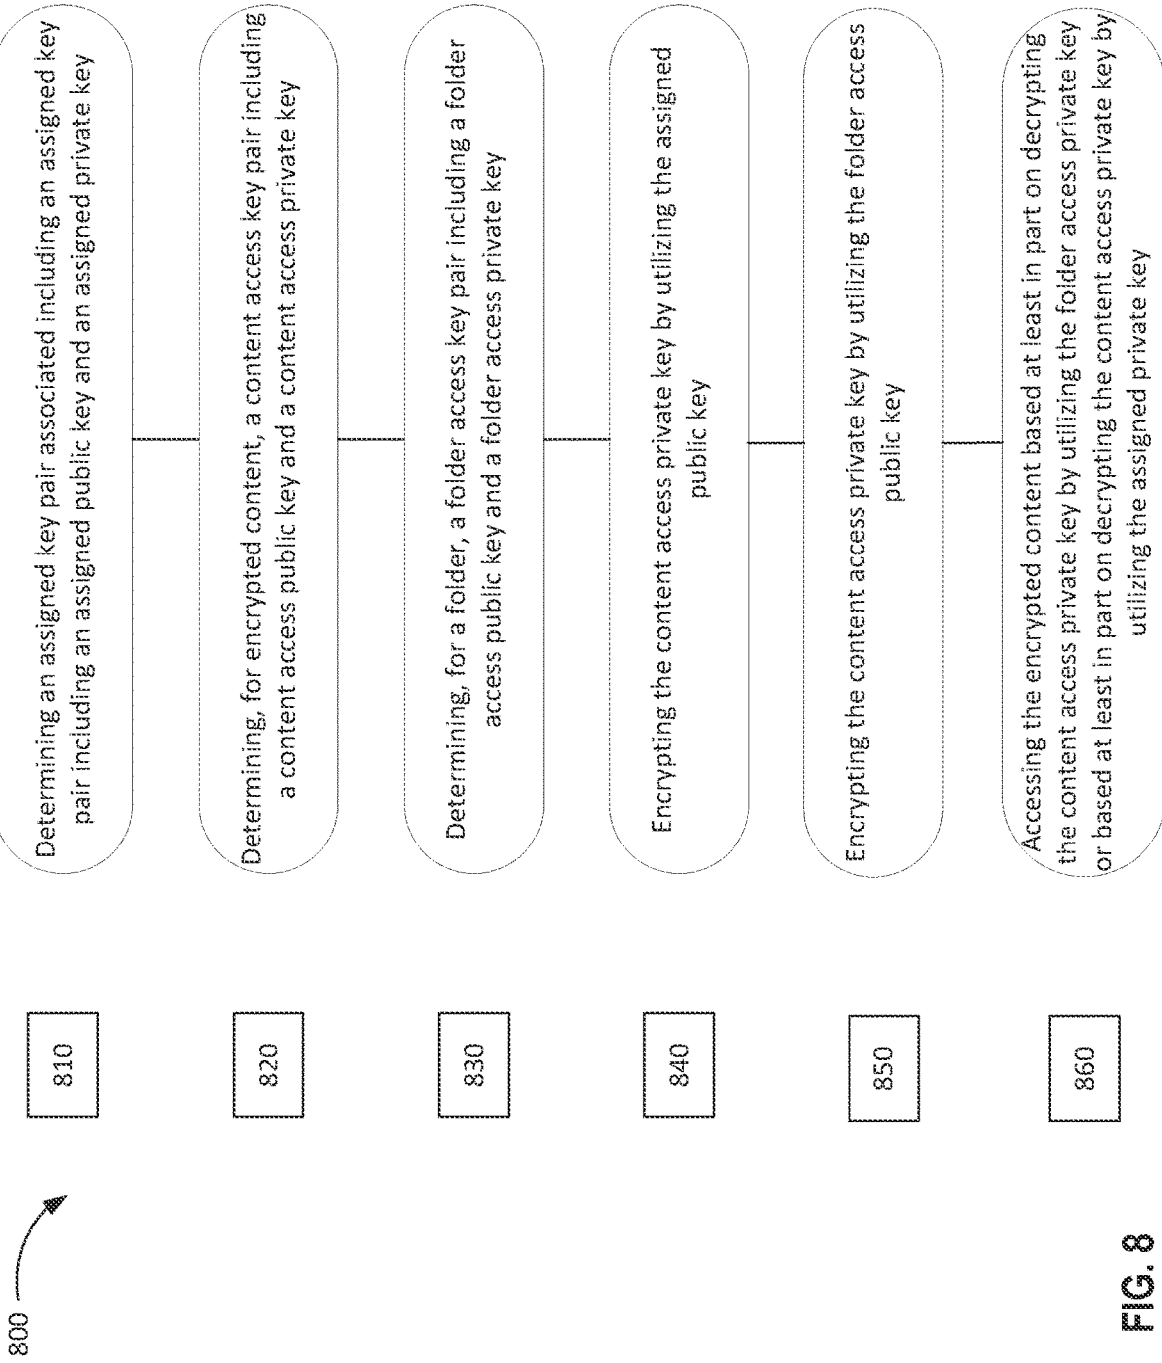 800
810
Determining an assigned key pair associated including an assigned key
pair including an assigned public key and an assigned private key
820
Determining, for encrypted content, a content access key pair including
a content access public key and a content access private key
830
Determining, for a folder, a folder access key pair including a folder
access public key and a folder access private key
840
Encrypting the content access private key by utilizing the assigned
public key
850
Encrypting the content access private key by utilizing the folder access
public key
860
Accessing the encrypted content based at least in part on decrypting
the content access private key by utilizing the folder access private key
or based at least in part on decrypting the content access private key by
utilizing the assigned private key
FIG. 8